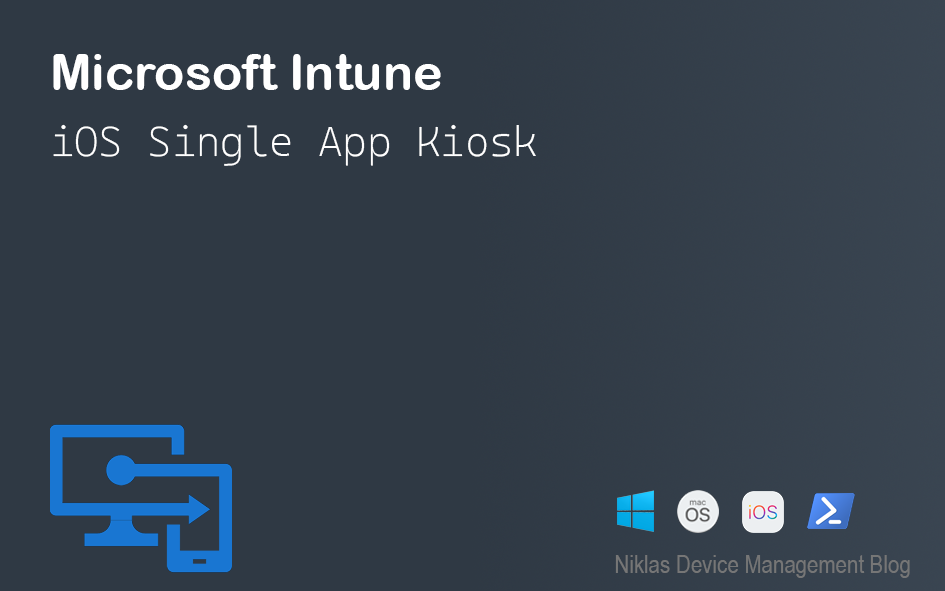 Microsoft Intune
iOS Single App Kiosk
mac
OS
iOS
Niklas Device Management Blog